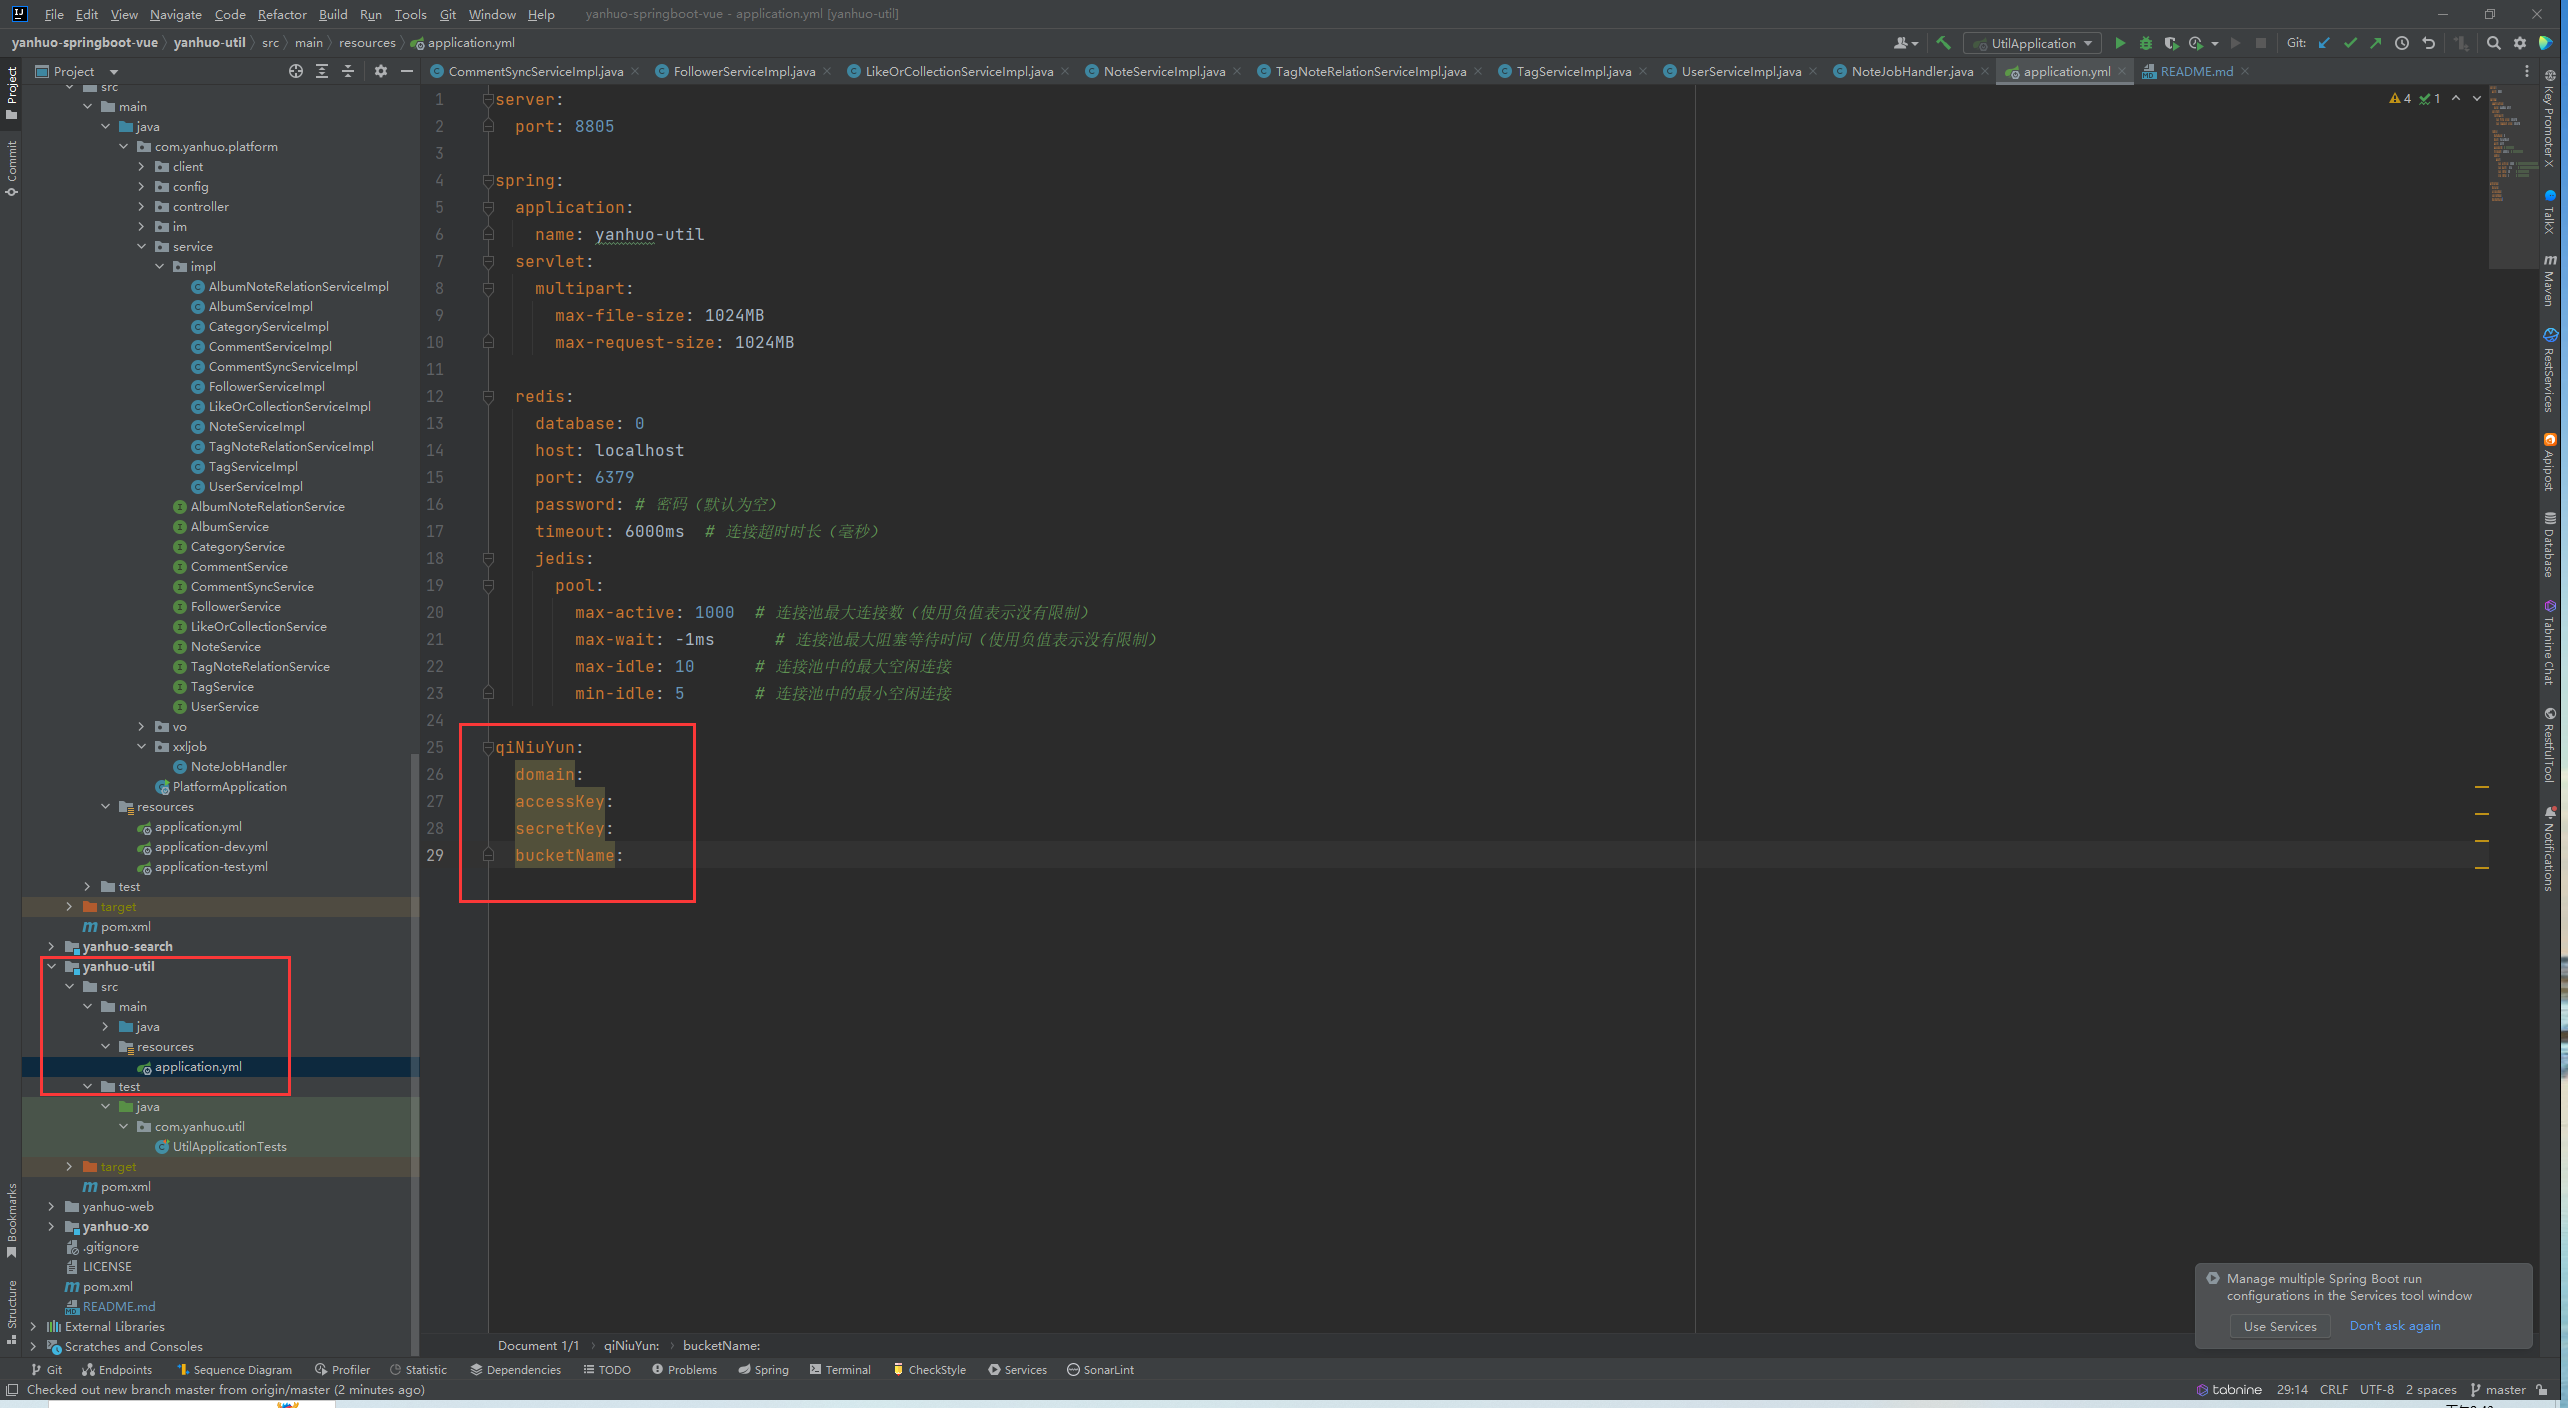 File Edit View Navigate Code Refactor Build Run Tools Git Window Help yanhuo-springboot-vue - application.yml [yanhuo-util]
yanhuo-springboot-vue yanhuo-util src main resources application.yml UtilApplication Git:
Project
CommentSyncServiceImpl.java FollowerServiceImpl.java LikeOrCollectionServiceImpl.java NoteServiceImpl.java TagNoteRelationServiceImpl.java TagServiceImpl.java UserServiceImpl.java NoteJobHandler.java application.yml README.md
Project
Commit
Bookmarks
Structure
src
main
java
com.yanhuo.platform
client
config
controller
im
service
impl
AlbumNoteRelationServiceImpl
AlbumServiceImpl
CategoryServiceImpl
CommentServiceImpl
CommentSyncServiceImpl
FollowerServiceImpl
LikeOrCollectionServiceImpl
NoteServiceImpl
TagNoteRelationServiceImpl
TagServiceImpl
UserServiceImpl
AlbumNoteRelationService
AlbumService
CategoryService
CommentService
CommentSyncService
FollowerService
LikeOrCollectionService
NoteService
TagNoteRelationService
TagService
UserService
vo
xxljob
NoteJobHandler
PlatformApplication
resources
application.yml
application-dev.yml
application-test.yml
test
target
pom.xml
yanhuo-search
yanhuo-util
src
main
java
resources
application.yml
test
java
com.yanhuo.util
UtilApplicationTests
target
pom.xml
yanhuo-web
yanhuo-xo
.gitignore
LICENSE
pom.xml
README.md
External Libraries
Scratches and Consoles
1 server:
2 port: 8805
3
4 spring:
5 application:
6 name: yanhuo-util
7 servlet:
8 multipart:
9 max-file-size: 1024MB
10 max-request-size: 1024MB
11
12 redis:
13 database: 0
14 host: localhost
15 port: 6379
16 password: # 密码（默认为空）
17 timeout: 6000ms # 连接超时时长（毫秒）
18 jedis:
19 pool:
20 max-active: 1000 # 连接池最大连接数（使用负值表示没有限制）
21 max-wait: -1ms # 连接池最大阻塞等待时间（使用负值表示没有限制）
22 max-idle: 10 # 连接池中的最大空闲连接
23 min-idle: 5 # 连接池中的最小空闲连接
24
25 qiNiuYun:
26 domain:
27 accessKey:
28 secretKey:
29 bucketName:
4 1
Key Promoter X
TalkX
Maven
RestServices
Apipost
Database
Tabnine Chat
RestfulTool
Notifications
Manage multiple Spring Boot run
configurations in the Services tool window
Use Services Don't ask again
Document 1/1 qiNiuYun: bucketName:
Git Endpoints Sequence Diagram Profiler Statistic Dependencies TODO Problems Spring Terminal CheckStyle Services SonarLint
Checked out new branch master from origin/master (2 minutes ago) tabnine 29:14 CRLF UTF-8 2 spaces master